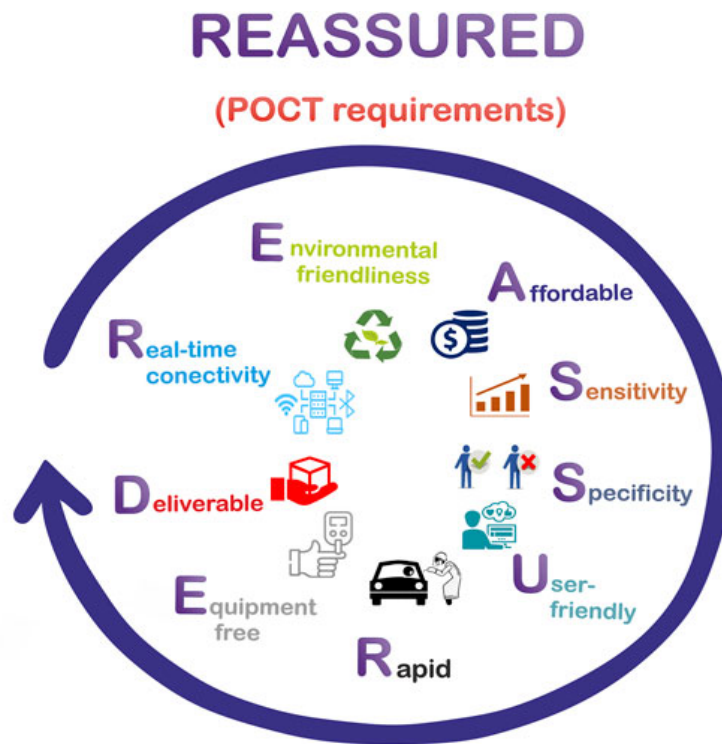 REASSURED
(POCT requirements)
Environmental
friendliness
Affordable
Real-time
conectivity
Sensitivity
Deliverable
Specificity
Equipment
free
User-
friendly
Rapid